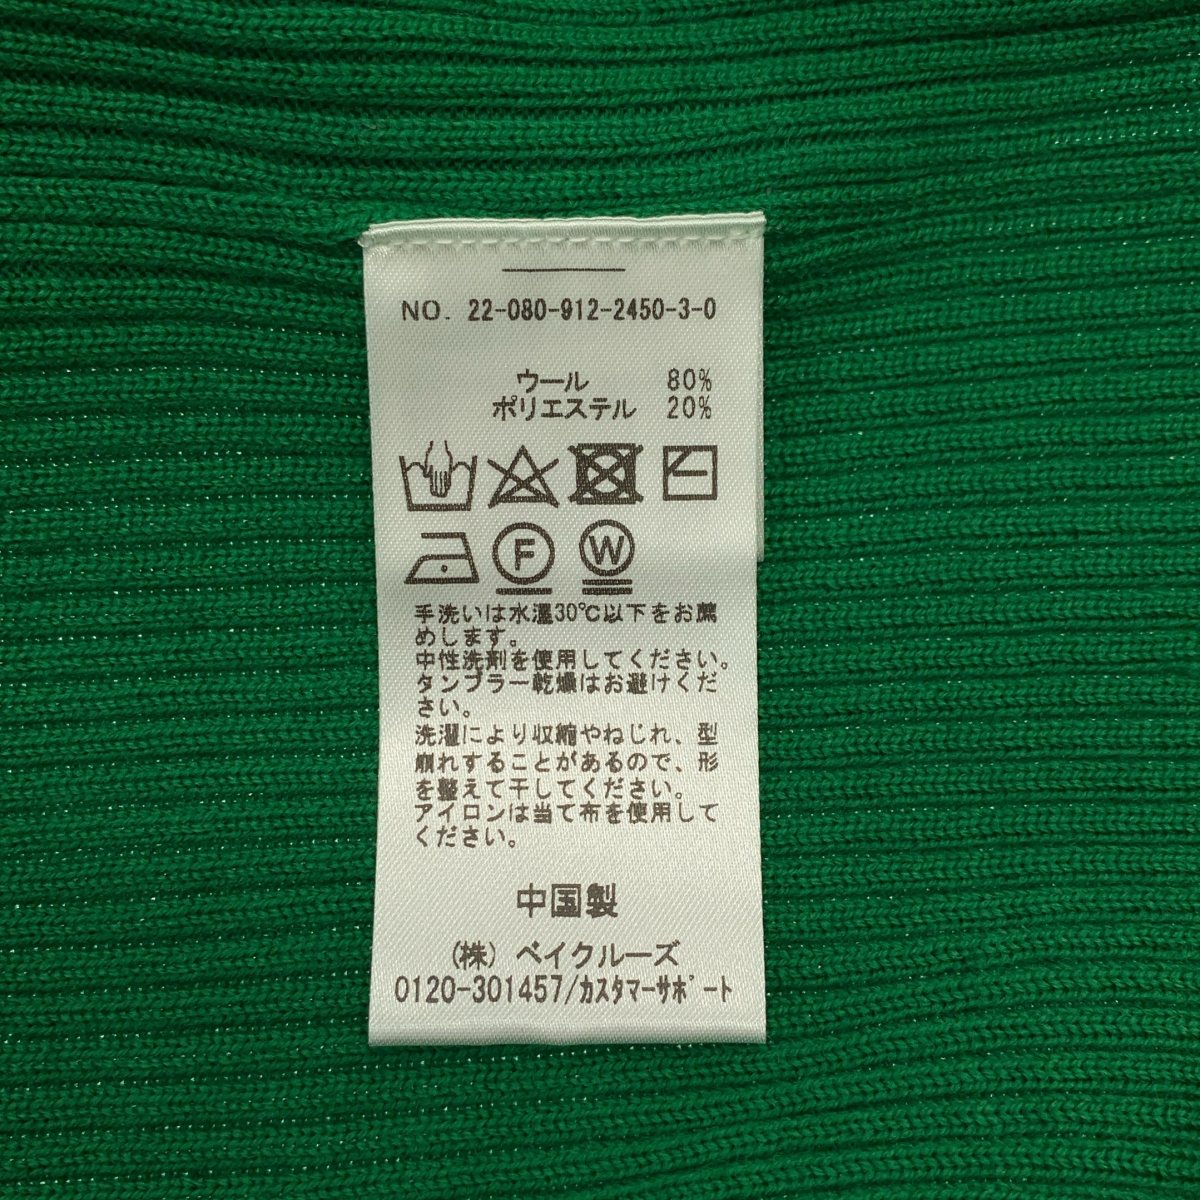 NO. 22-080-912-2450-3-0
ウール 80%
ポリエステル 20%
F W
手洗いは水温30℃以下をお薦
めします。
中性洗剤を使用してください。
タンブラー乾燥はお避けくだ
さい。
洗濯により収縮やねじれ、型
崩れすることがあるので、形
を整えて干してください。
アイロンは当て布を使用して
ください。
中国製
(株) ベイクルーズ
0120-301457/ｶｽﾀﾏｰｻﾎﾟｰﾄ